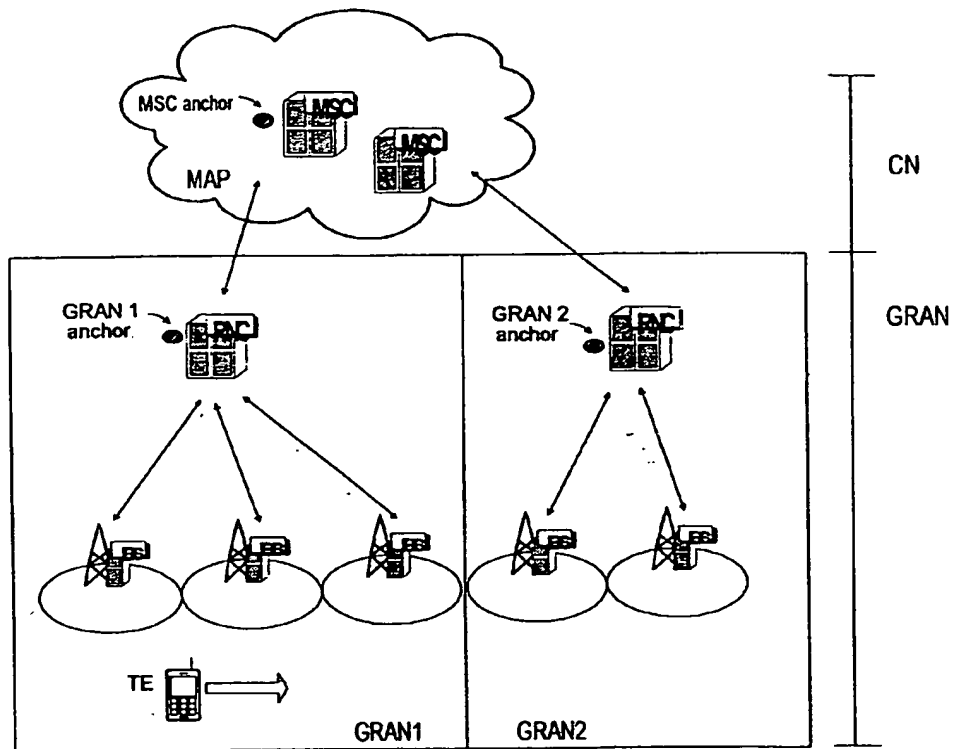 MSC anchor
MSC
MSC
MAP
CN
GRAN 1
anchor.
RNC
GRAN 2
anchor
RNC
GRAN
BS
BS
BS
BS
BS
TE
GRAN1
GRAN2